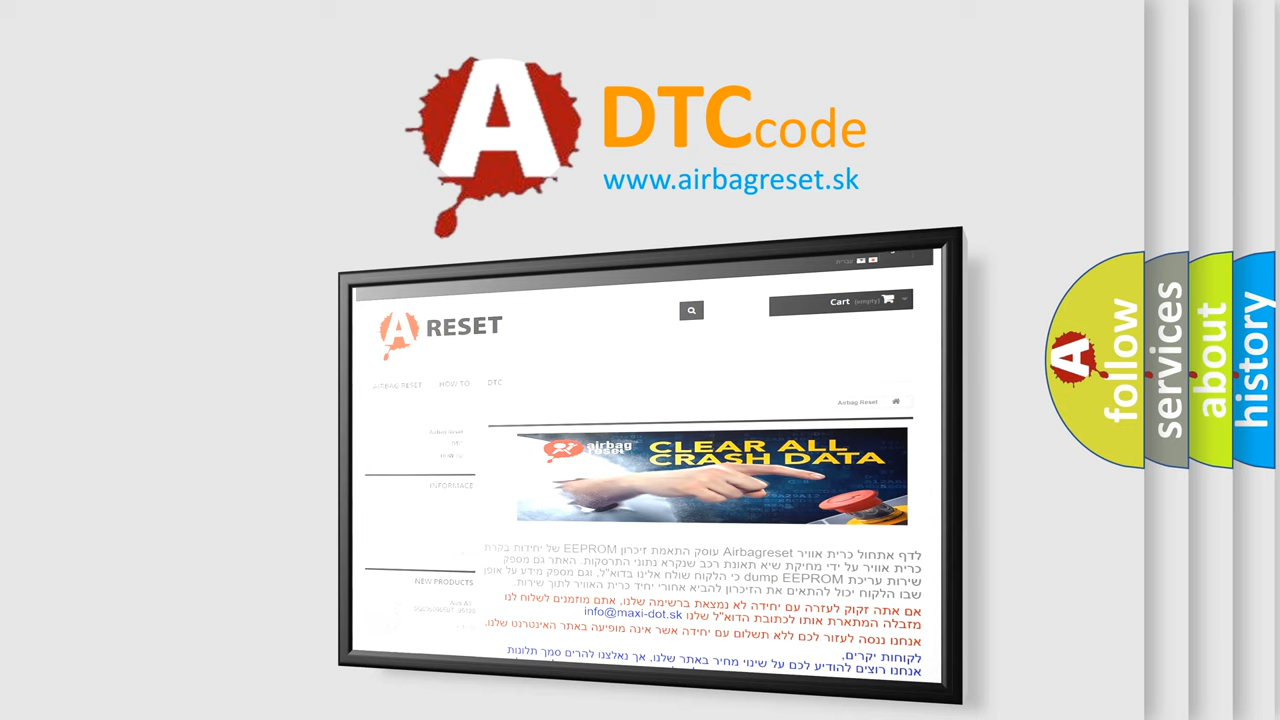 A DTC code
www.airbagreset.sk
עברית
Cart (empty)
A RESET
AIRBAG RESET HOW TO DTC
Airbag Reset
Airbag Reset
HOW TO
INFORMACE
NEW PRODUCTS
airbag reset
CLEAR ALL
CRASH DATA
לדף אתחול כרית אוויר Airbagreset עוסק התאמת זיכרון EEPROM של יחידות בקרת
כרית אוויר על ידי מחיקת שיא תאונת רכב שנקרא נתוני התרסקות. האתר גם מספק
שירות עריכת dump EEPROM כי הלקוח שולח אלינו בדוא"ל, וגם מספק מידע על אופן
שבו הלקוח יכול להתאים את הזיכרון להביא אחורי יחיד כרית האוויר לתוך שירות.
אם אתה זקוק לעזרה עם יחידה לא נמצאת ברשימה שלנו, אתם מוזמנים לשלוח לנו
מזבלה המתארת אותו לכתובת הדוא"ל שלנו info@maxi-dot.sk
אנחנו ננסה לעזור לכם ללא תשלום עם יחידה אשר אינה מופיעה באתר האינטרנט שלנו.
לקוחות יקרים,
אנחנו רוצים להודיע לכם על שינוי מחיר באתר שלנו, אך נאלצנו להרים סמך תלונות
A
follow
services
about
history